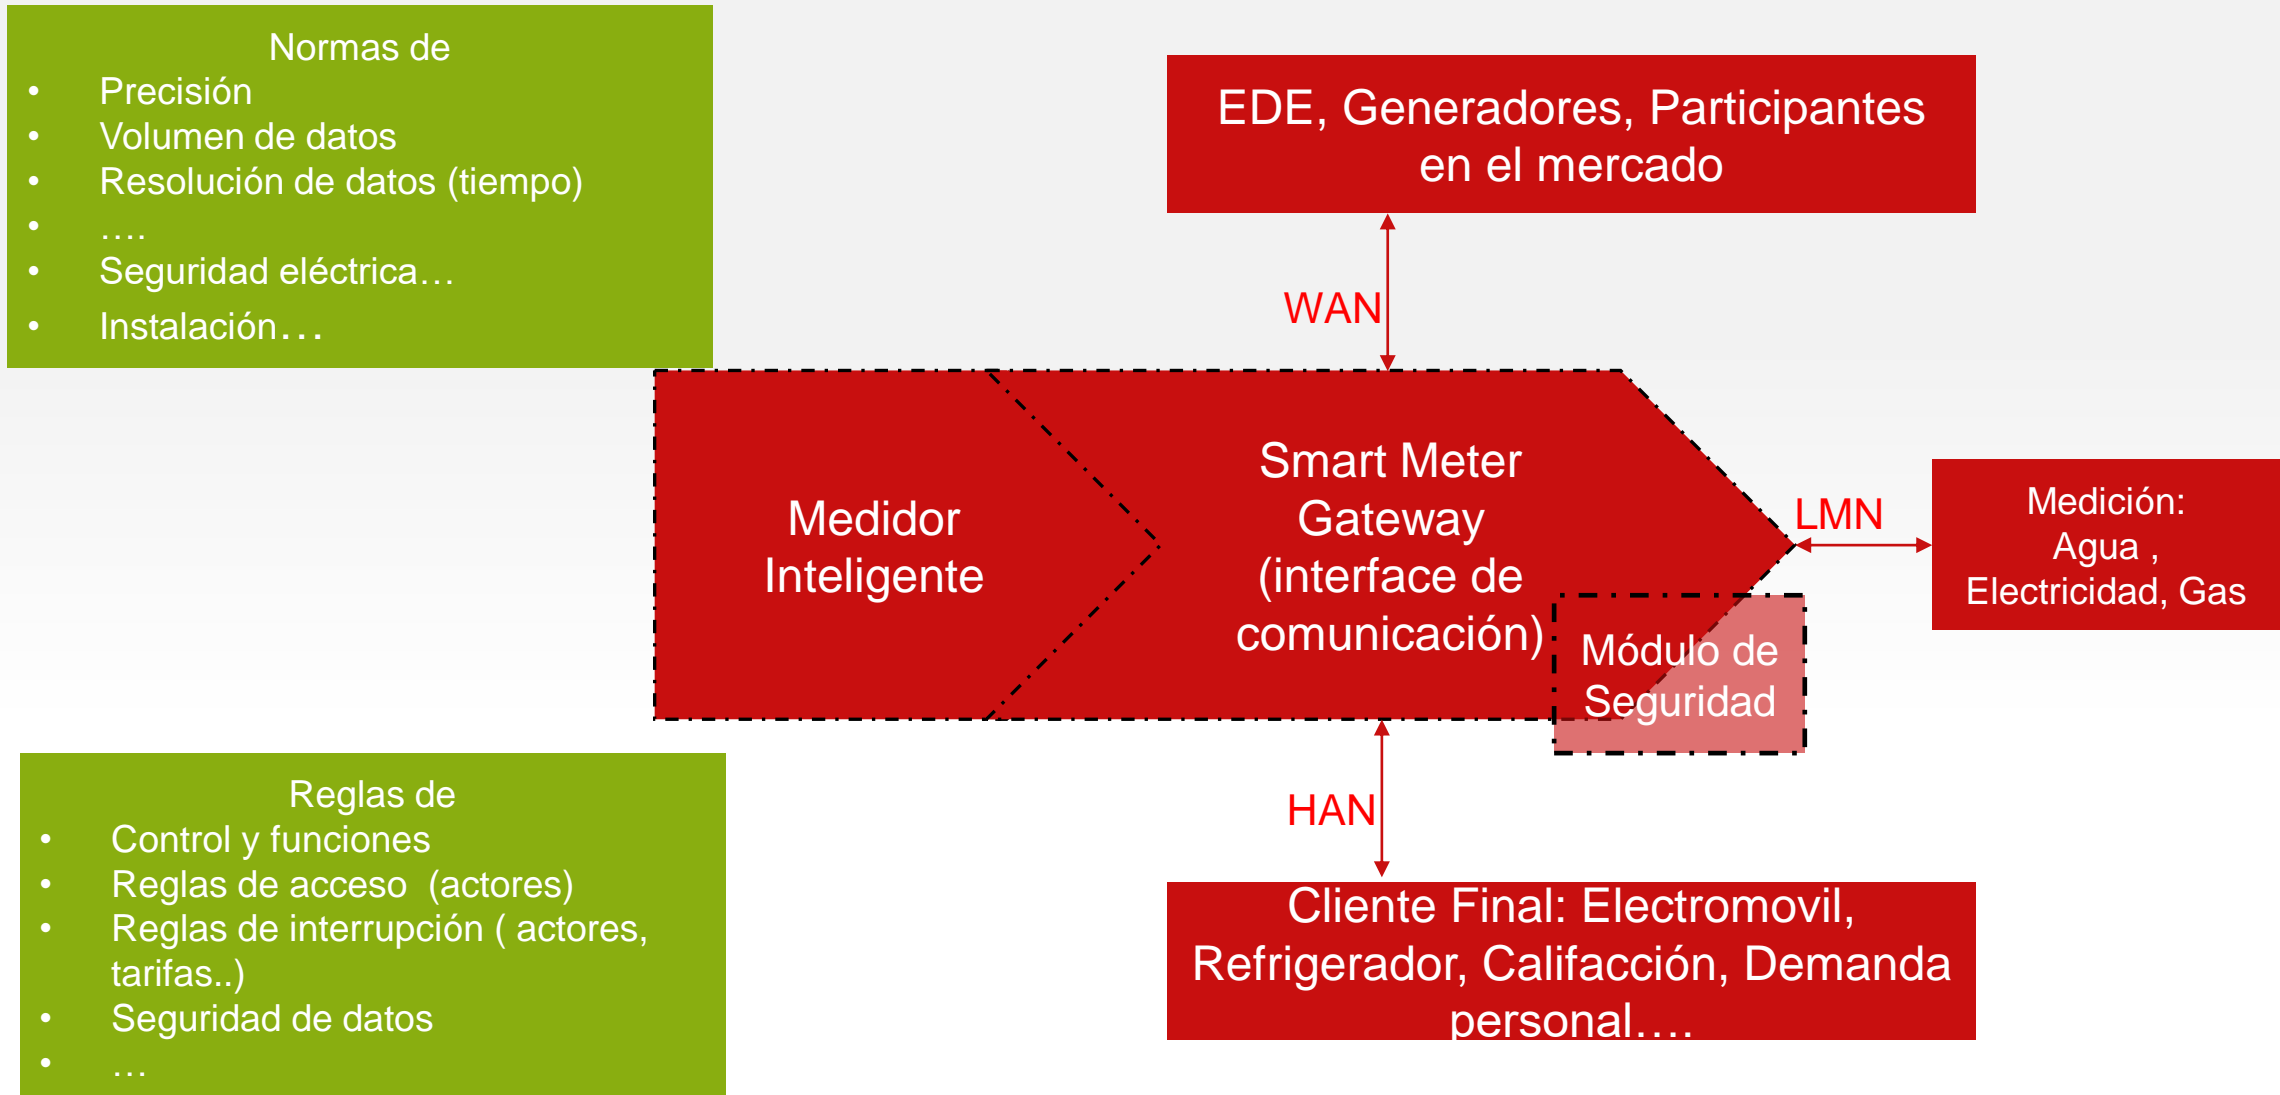 Normas de
• Precisión
• Volumen de datos
• Resolución de datos (tiempo)
• ….
• Seguridad eléctrica…
• Instalación…
EDE, Generadores, Participantes
en el mercado
WAN
Medidor
Inteligente
Smart Meter
Gateway
(interface de
comunicación)
Módulo de
Seguridad
LMN
Medición:
Agua ,
Electricidad, Gas
HAN
Cliente Final: Electromovil,
Refrigerador, Califacción, Demanda
personal….
Reglas de
• Control y funciones
• Reglas de acceso  (actores)
• Reglas de interrupción ( actores,
tarifas..)
• Seguridad de datos
• …